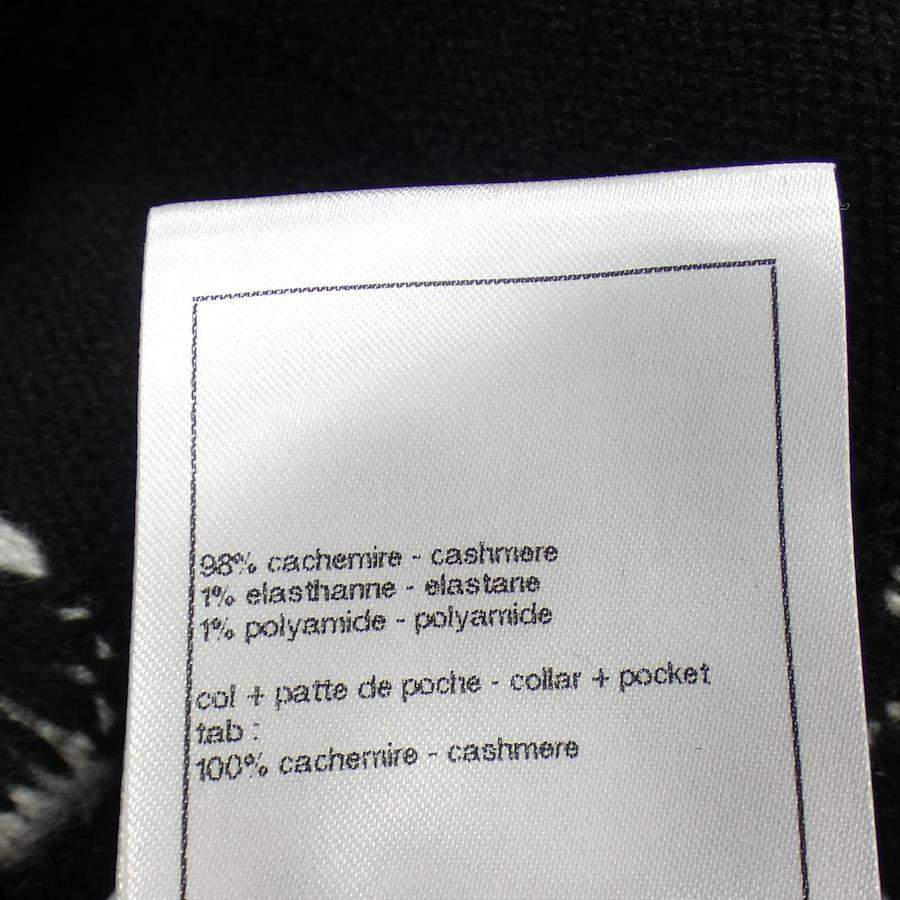 98% cachemire - cashmere
1% elasthanne - elastane
1% polyamide - polyamide
col + patte de poche - collar + pocket
tab :
100% cachemire - cashmere